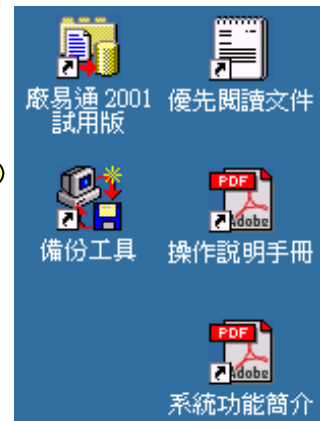 廠易通 2001
試用版
優先閱讀文件
備份工具
PDF
Adobe
操作說明手冊
PDF
Adobe
系統功能簡介